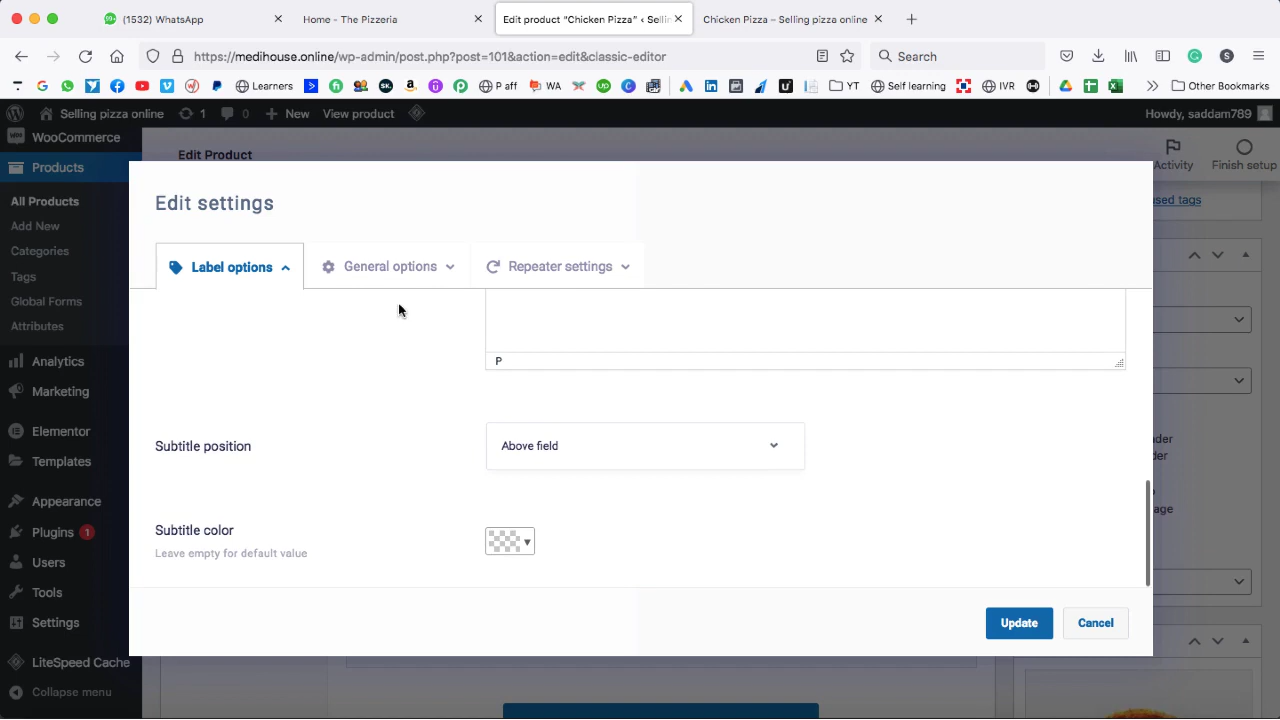 (1532) WhatsApp
Home - The Pizzeria
Edit product “Chicken Pizza” ‹ Sellin
Chicken Pizza – Selling pizza online
https://medihouse.online/wp-admin/post.php?post=101&action=edit&classic-editor
Search
Learners
P aff
WA
YT
Self learning
IVR
Other Bookmarks
Selling pizza online
1
0
New
View product
Howdy, saddam789
WooCommerce
Products
All Products
Add New
Categories
Tags
Global Forms
Attributes
Analytics
Marketing
Elementor
Templates
Appearance
Plugins 1
Users
Tools
Settings
LiteSpeed Cache
Collapse menu
Edit Product
Activity
Finish setup
used tags
Edit settings
Label options
General options
Repeater settings
P
Subtitle position
Above field
Subtitle color
Leave empty for default value
Update
Cancel